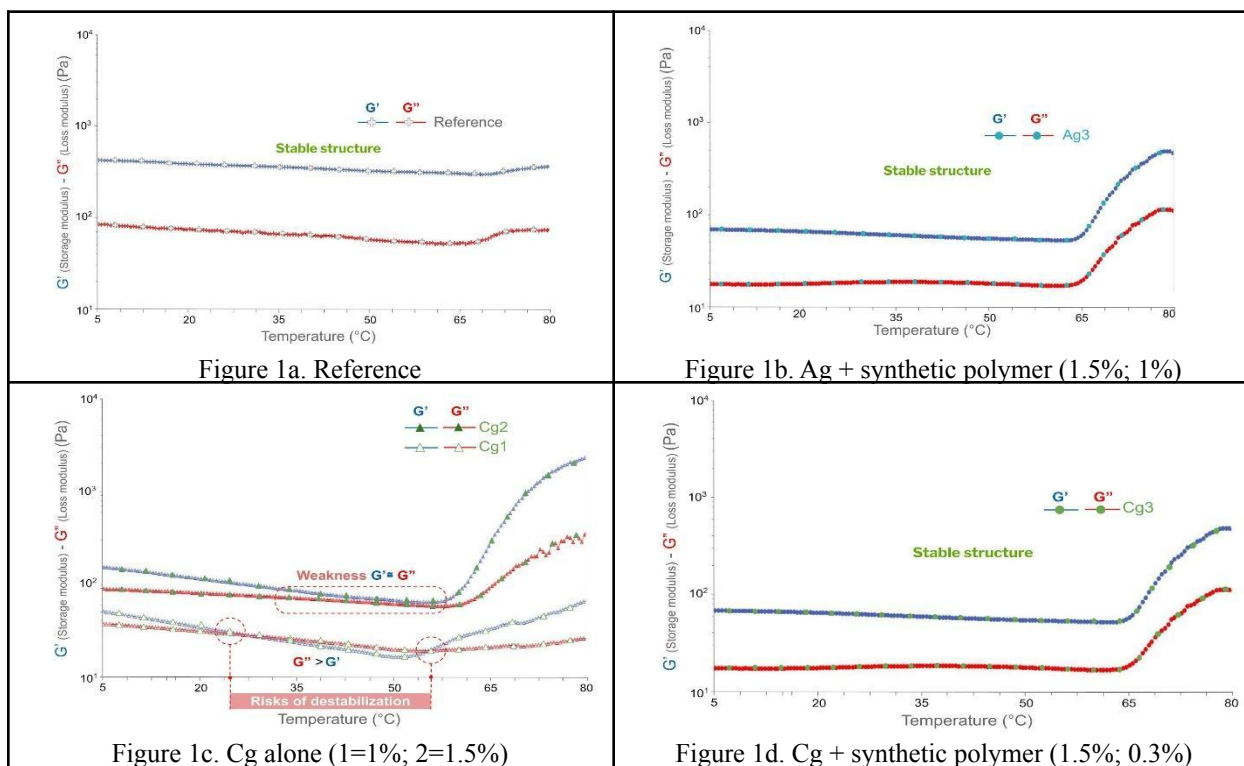 G' (Storage modulus) - G" (Loss modulus) (Pa)
10⁴
10³
10²
10¹
G' G"
Reference
Stable structure
5 20 35 50 65 80
Temperature (°C)
Figure 1a. Reference
G' (Storage modulus) - G" (Loss modulus) (Pa)
10⁴
10³
10²
10¹
G' G"
Ag3
Stable structure
5 20 35 50 65 80
Temperature (°C)
Figure 1b. Ag + synthetic polymer (1.5%; 1%)
G' (Storage modulus) - G" (Loss modulus) (Pa)
10⁴
10³
10²
10¹
G' G"
Cg2
Cg1
Weakness G'≅ G"
G" > G'
5 20 35 50 65 80
Risks of destabilization
Temperature (°C)
Figure 1c. Cg alone (1=1%; 2=1.5%)
G' (Storage modulus) - G" (Loss modulus) (Pa)
10⁴
10³
10²
10¹
G' G"
Cg3
Stable structure
5 20 35 50 65 80
Temperature (°C)
Figure 1d. Cg + synthetic polymer (1.5%; 0.3%)